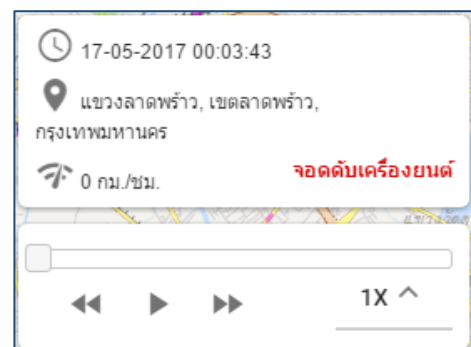 17-05-2017 00:03:43
แขวงลาดพร้าว, เขตลาดพร้าว,
กรุงเทพมหานคร
0 กม./ชม.
จอดดับเครื่องยนต์
1X